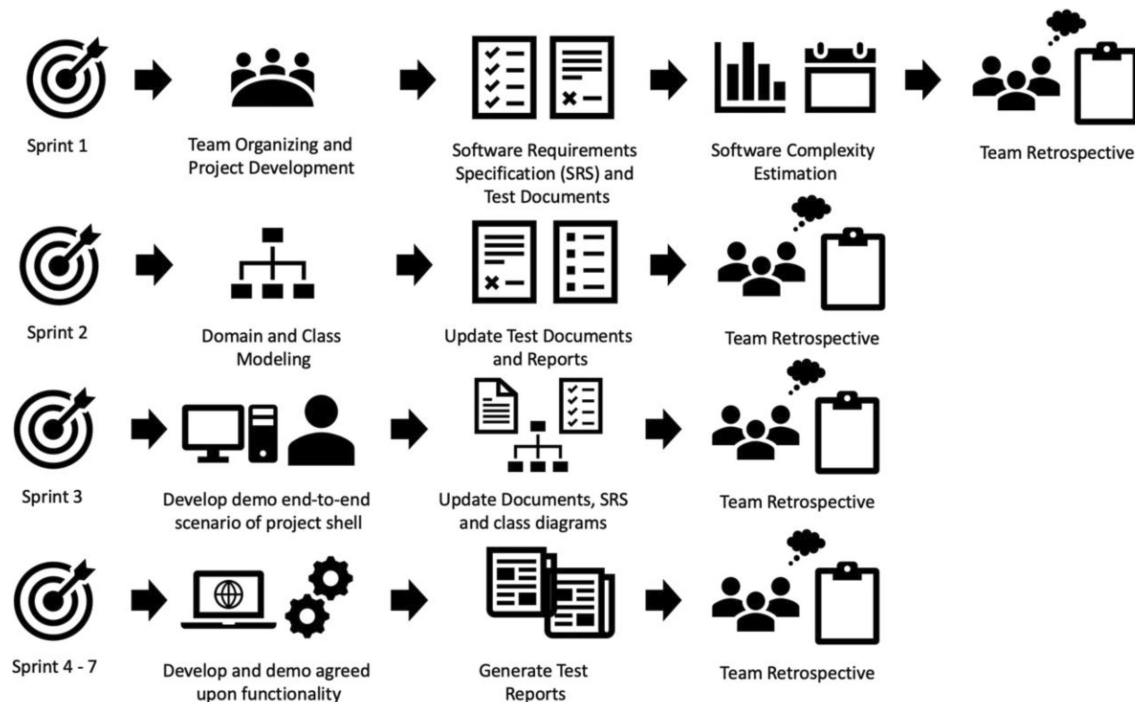 Sprint 1
Team Organizing and
Project Development
Software Requirements
Specification (SRS) and
Test Documents
Software Complexity
Estimation
Team Retrospective
Sprint 2
Domain and Class
Modeling
Update Test Documents
and Reports
Team Retrospective
Sprint 3
Develop demo end-to-end
scenario of project shell
Update Documents, SRS
and class diagrams
Team Retrospective
Sprint 4 - 7
Develop and demo agreed
upon functionality
Generate Test
Reports
Team Retrospective